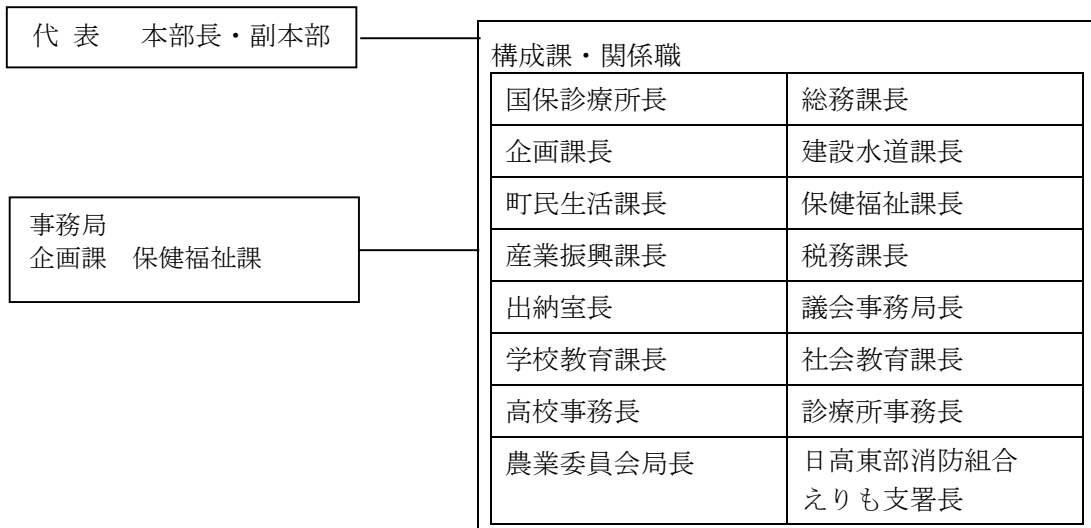 代 表　本部長・副本部
構成課・関係職
国保診療所長　総務課長
企画課長　建設水道課長
町民生活課長　保健福祉課長
事務局
企画課　保健福祉課
産業振興課長　税務課長
出納室長　議会事務局長
学校教育課長　社会教育課長
高校事務長　診療所事務長
農業委員会局長　日高東部消防組合
えりも支署長